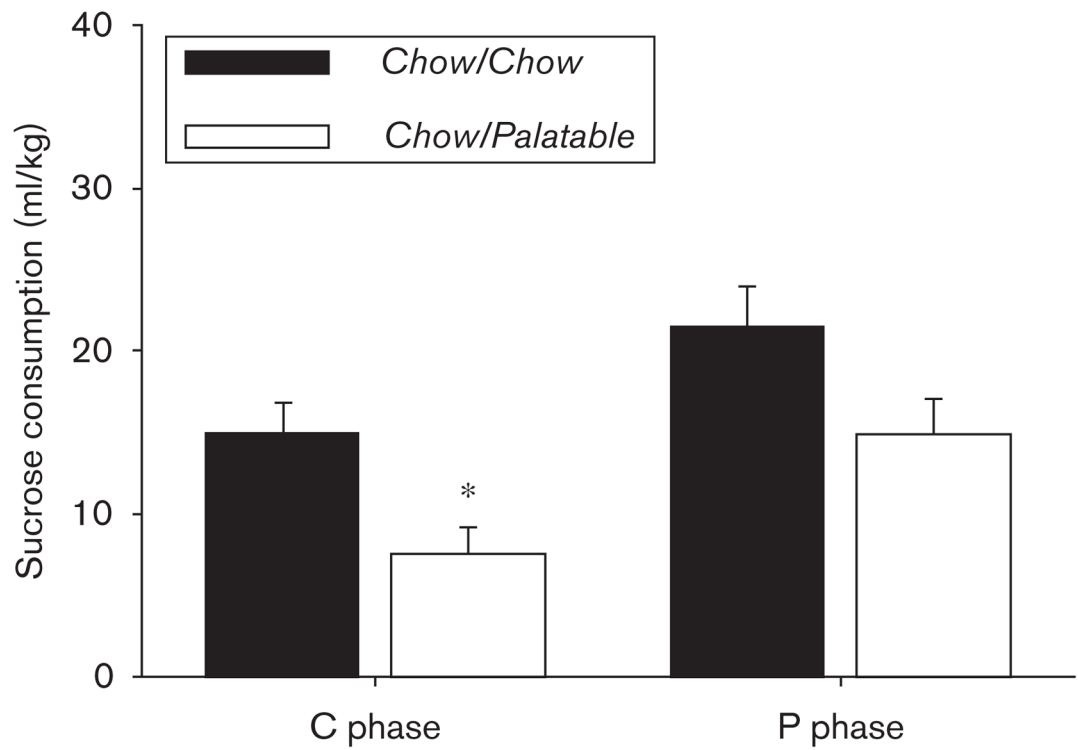 Sucrose consumption (ml/kg)
40
30
20
10
0
Chow/Chow
Chow/Palatable
*
C phase
P phase